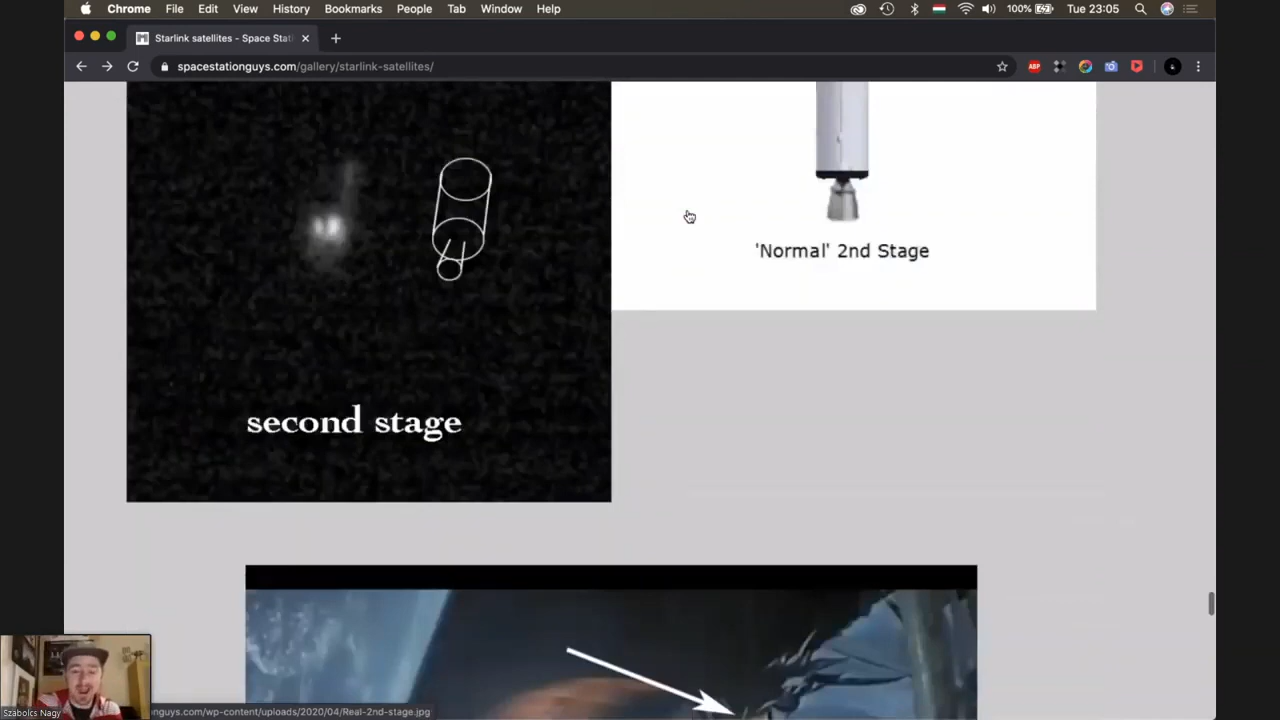 Chrome File Edit View History Bookmarks People Tab Window Help 100% Tue 23:05
Starlink satellites - Space Stati
spacestationguys.com/gallery/starlink-satellites/
ABP
'Normal' 2nd Stage
second stage
Szabolcs Nagy
nguys.com/wp-content/uploads/2020/04/Real-2nd-stage.jpg